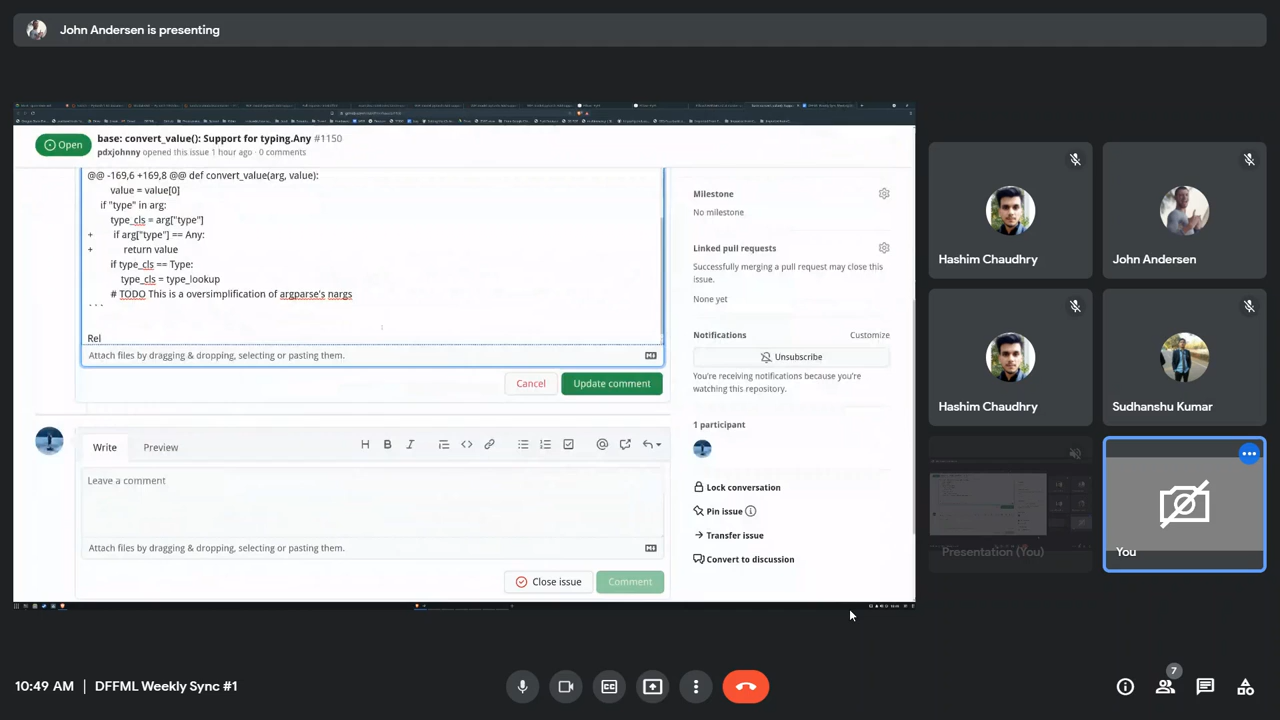 John Andersen is presenting
Open
base: convert_value(): Support for typing.Any #1150
pdxjohnny opened this issue 1 hour ago · 0 comments
@@ -169,6 +169,8 @@ def convert_value(arg, value):
value = value[0]
if "type" in arg:
type_cls = arg["type"]
+ if arg["type"] == Any:
+ return value
if type_cls == Type:
type_cls = type_lookup
# TODO This is a oversimplification of argparse's nargs
```
Rel
Attach files by dragging & dropping, selecting or pasting them.
Cancel
Update comment
Write
Preview
Leave a comment
Attach files by dragging & dropping, selecting or pasting them.
Close issue
Comment
Milestone
No milestone
Linked pull requests
Successfully merging a pull request may close this
issue.
None yet
Notifications
Customize
Unsubscribe
You're receiving notifications because you're
watching this repository.
1 participant
Lock conversation
Pin issue
Transfer issue
Convert to discussion
Hashim Chaudhry
John Andersen
Hashim Chaudhry
Sudhanshu Kumar
Presentation (You)
You
10:49 AM | DFFML Weekly Sync #1
7